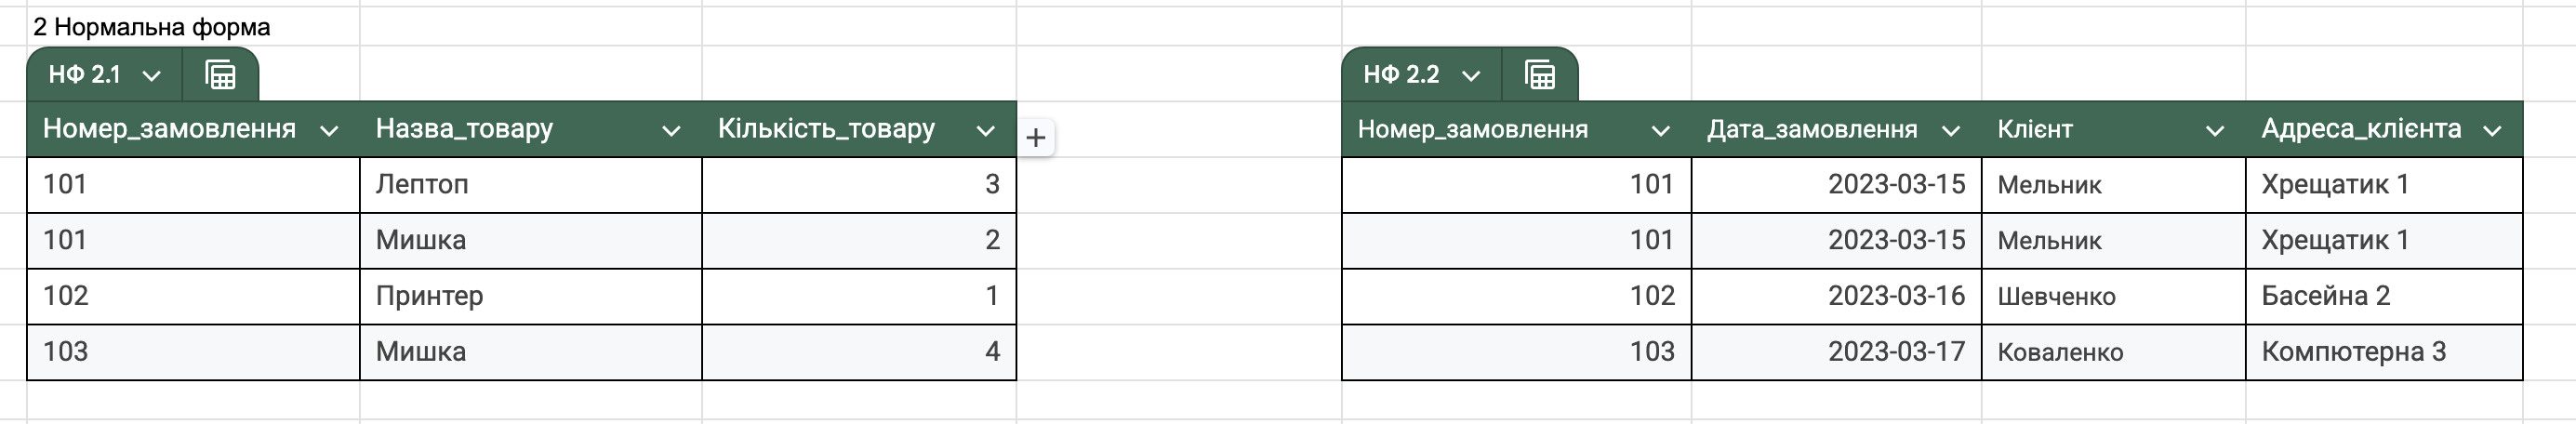 2 Нормальна форма
НФ 2.1
НФ 2.2
Номер_замовлення Назва_товару Кількість_товару
101 Лептоп 3
101 Мишка 2
102 Принтер 1
103 Мишка 4
Номер_замовлення Дата_замовлення Клієнт Адреса_клієнта
101 2023-03-15 Мельник Хрещатик 1
101 2023-03-15 Мельник Хрещатик 1
102 2023-03-16 Шевченко Басейна 2
103 2023-03-17 Коваленко Компютерна 3